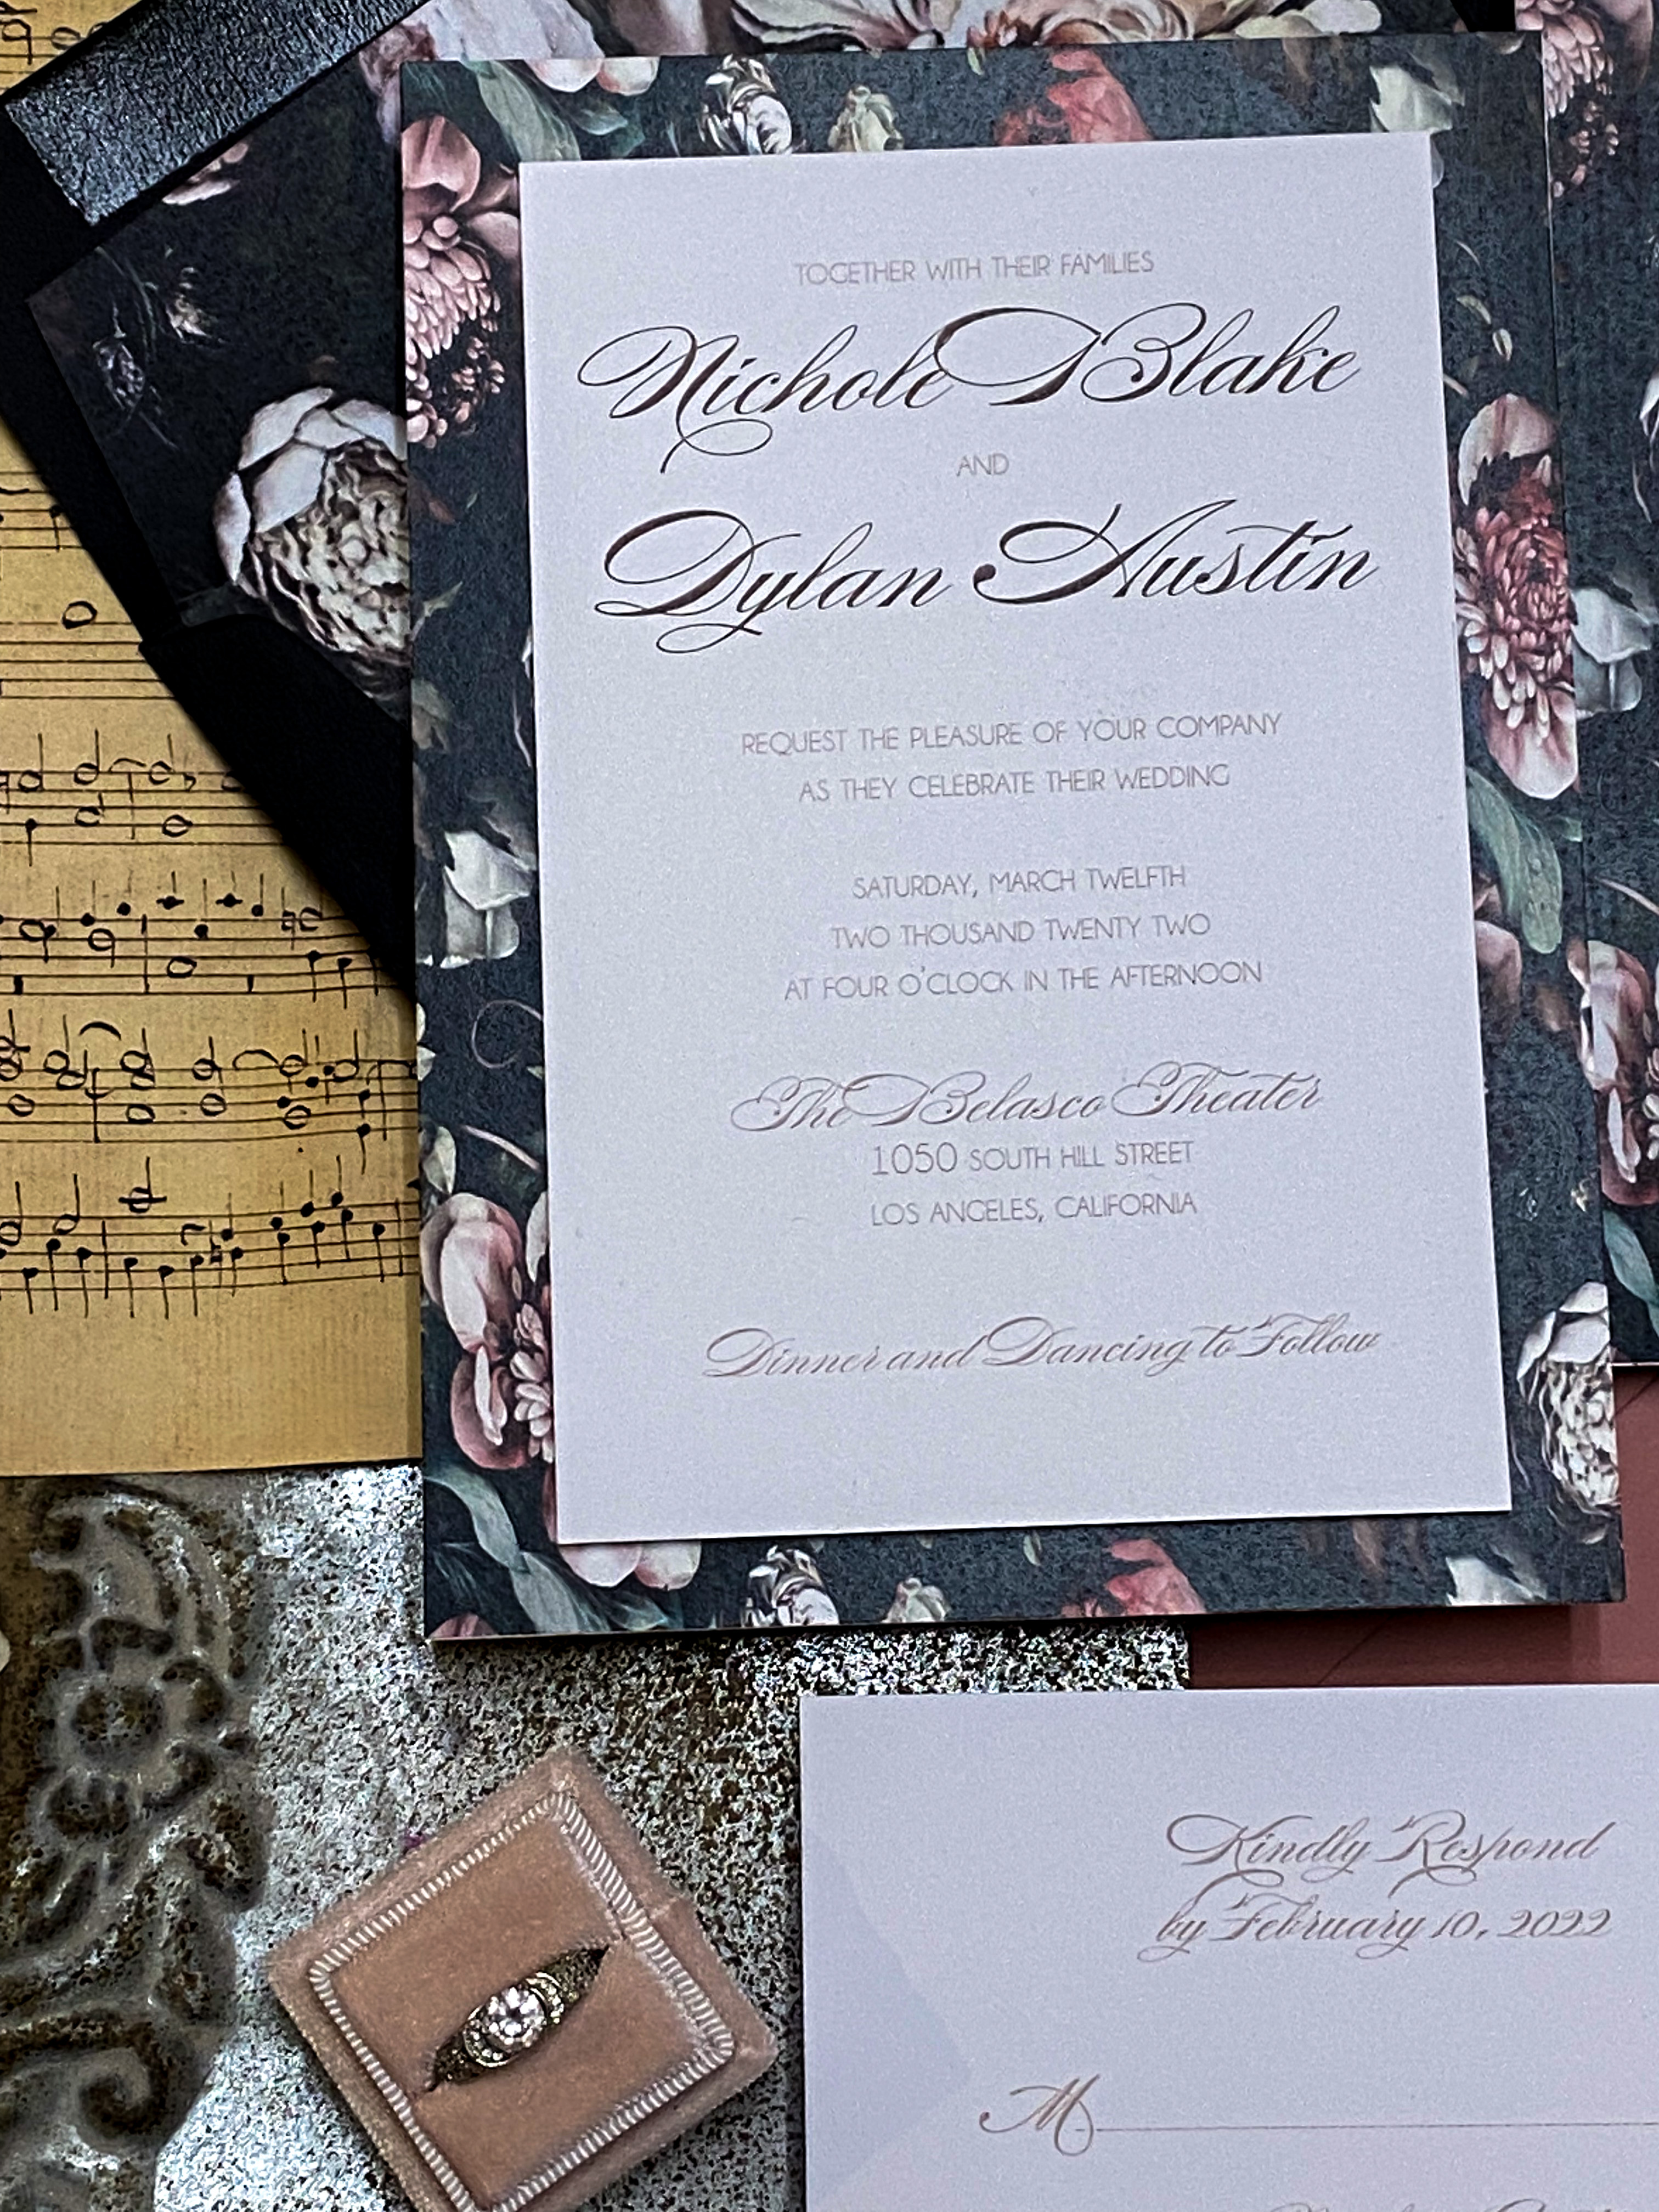 TOGETHER WITH THEIR FAMILIES
Nichole Blake
AND
Dylan Austin
REQUEST THE PLEASURE OF YOUR COMPANY
AS THEY CELEBRATE THEIR WEDDING
SATURDAY, MARCH TWELFTH
TWO THOUSAND TWENTY TWO
AT FOUR O'CLOCK IN THE AFTERNOON
The Belasco Theater
1050 SOUTH HILL STREET
LOS ANGELES, CALIFORNIA
Dinner and Dancing to Follow
Kindly Respond
by February 10, 2022
M